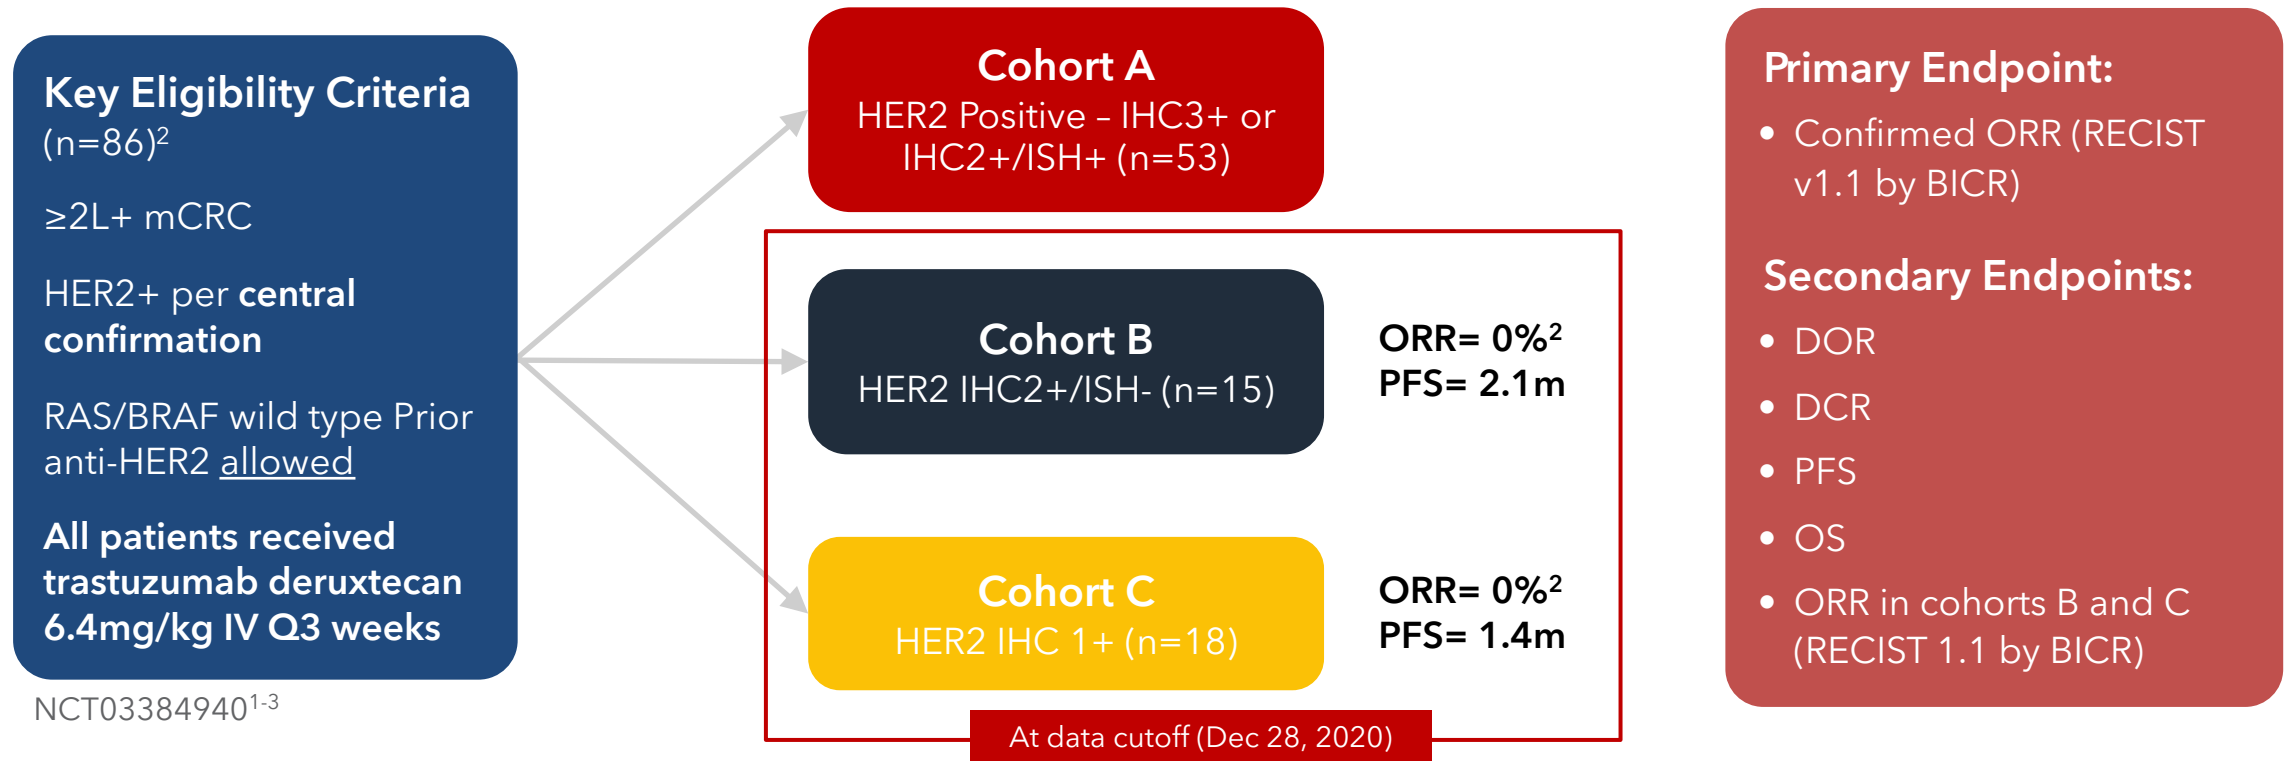 Key Eligibility Criteria
(n=86)²
≥2L+ mCRC
HER2+ per central
confirmation
RAS/BRAF wild type Prior
anti-HER2 allowed
All patients received
trastuzumab deruxtecan
6.4mg/kg IV Q3 weeks
NCT03384940¹⁻³
Cohort A
HER2 Positive – IHC3+ or
IHC2+/ISH+ (n=53)
Cohort B
HER2 IHC2+/ISH- (n=15)
ORR= 0%²
PFS= 2.1m
Cohort C
HER2 IHC 1+ (n=18)
ORR= 0%²
PFS= 1.4m
At data cutoff (Dec 28, 2020)
Primary Endpoint:
• Confirmed ORR (RECIST
v1.1 by BICR)
Secondary Endpoints:
• DOR
• DCR
• PFS
• OS
• ORR in cohorts B and C
(RECIST 1.1 by BICR)